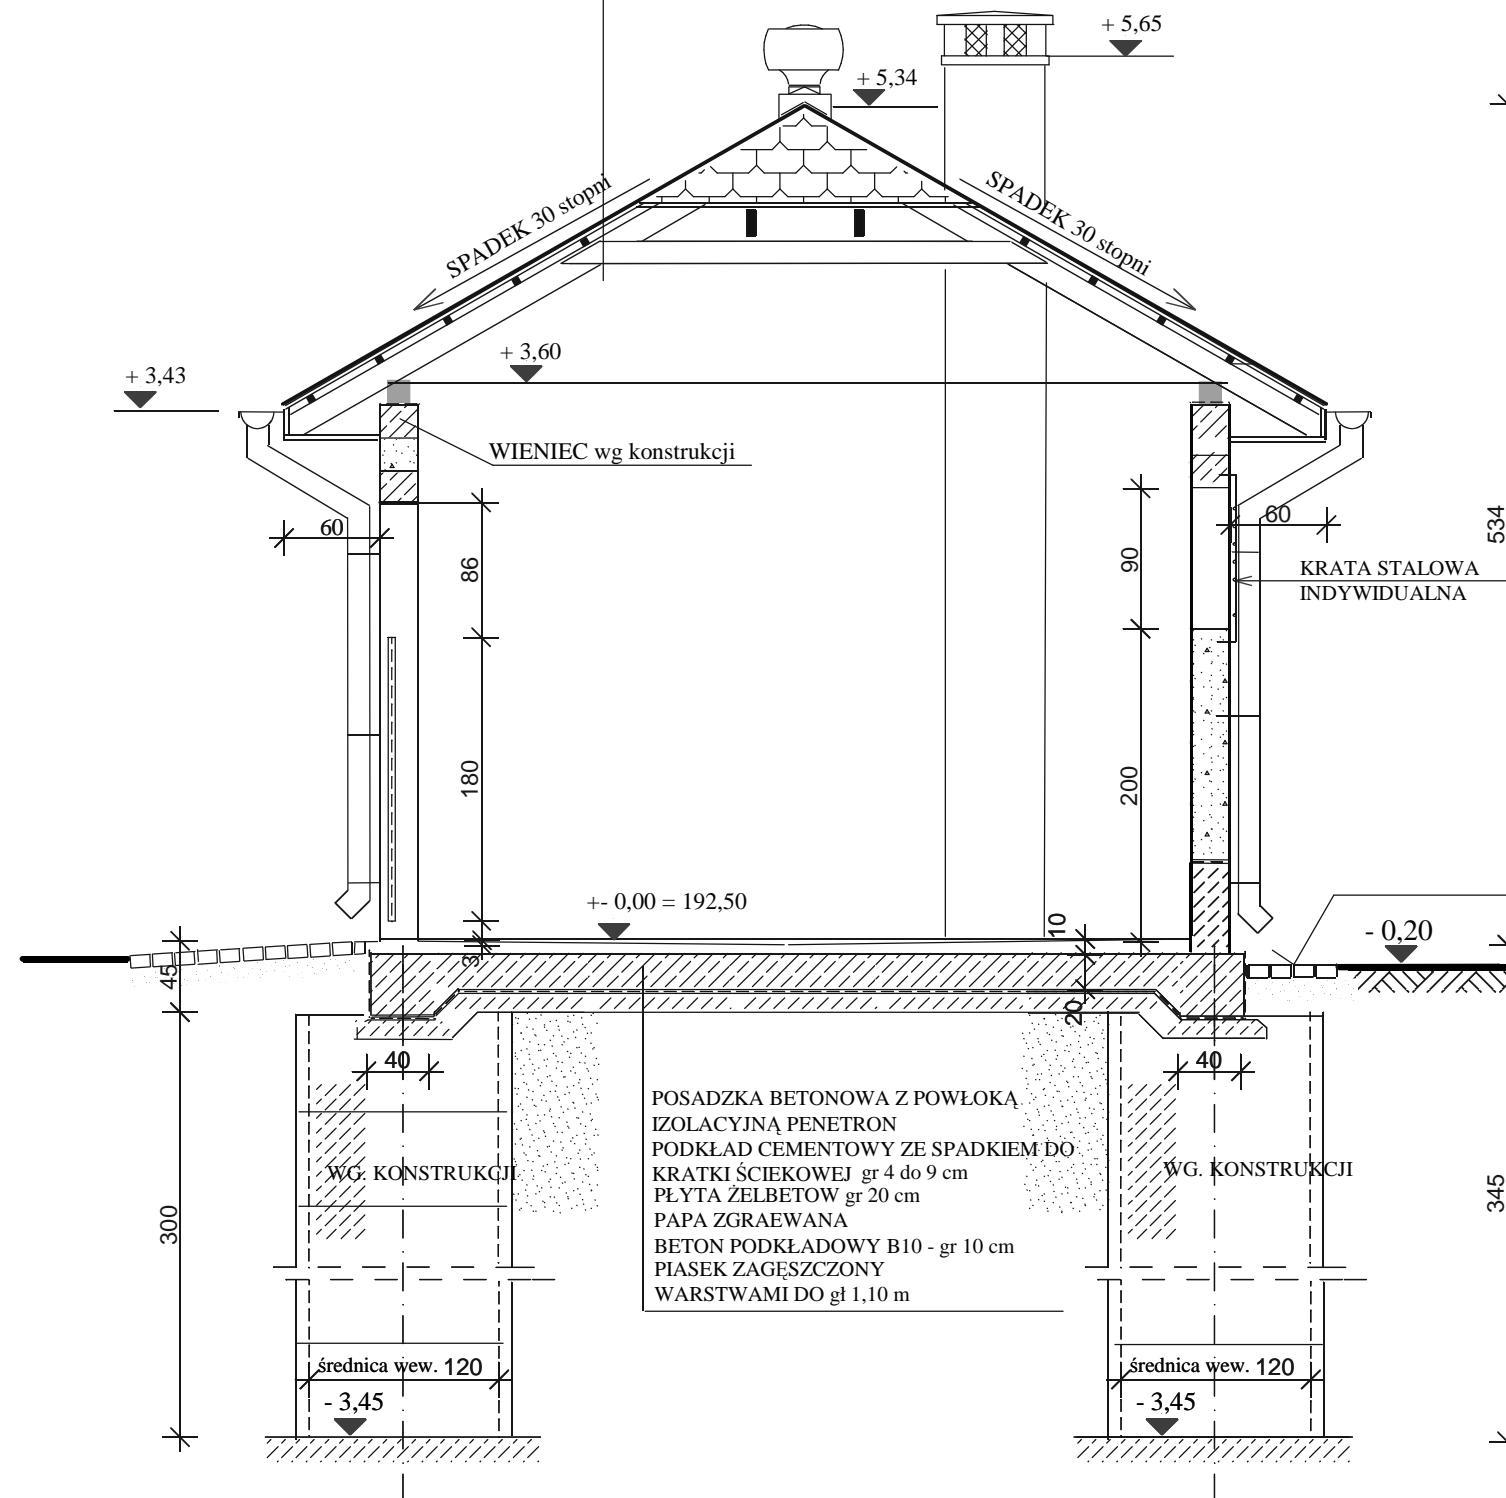 + 5,65
+ 5,34
SPADEK 30 stopni
SPADEK 30 stopni
+ 3,60
+ 3,43
WIENIEC wg konstrukcji
60
60
534
86
90
KRATA STALOWA
INDYWIDUALNA
180
200
+- 0,00 = 192,50
10
- 0,20
3
45
20
40
40
POSADZKA BETONOWA Z POWŁOKĄ
IZOLACYJNĄ PENETRON
PODKŁAD CEMENTOWY ZE SPADKIEM DO
KRATKI ŚCIEKOWEJ gr 4 do 9 cm
PŁYTA ŻELBETOW gr 20 cm
PAPA ZGRAEWANA
BETON PODKŁADOWY B10 - gr 10 cm
PIASEK ZAGĘSZCZONY
WARSTWAMI DO gł 1,10 m
WG. KONSTRUKCJI
WG. KONSTRUKCJI
300
345
średnica wew. 120
średnica wew. 120
- 3,45
- 3,45